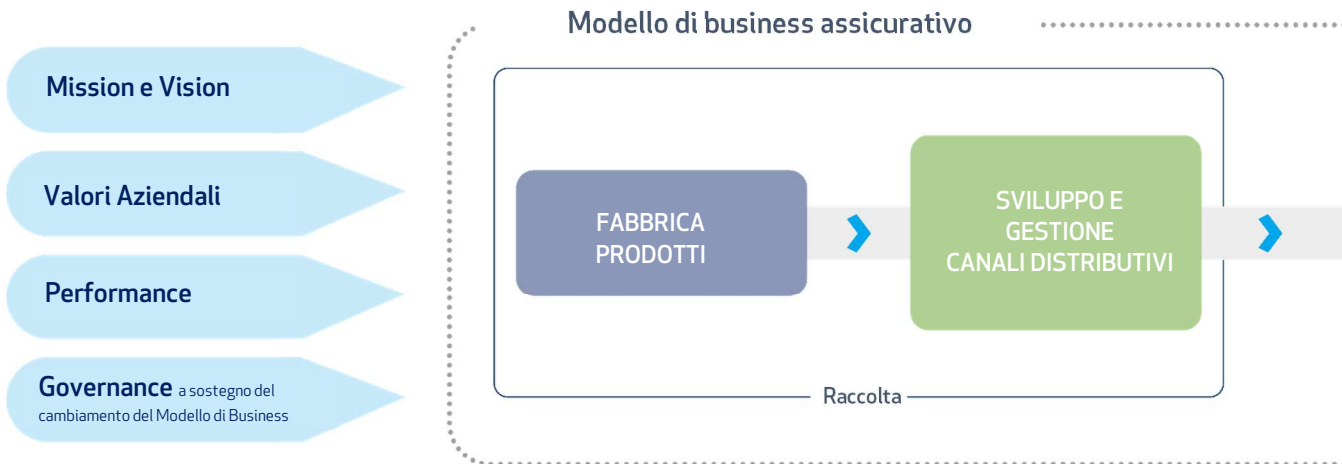 Modello di business assicurativo
Mission e Vision
Valori Aziendali
Performance
Governance a sostegno del
cambiamento del Modello di Business
FABBRICA
PRODOTTI
SVILUPPO E
GESTIONE
CANALI DISTRIBUTIVI
Raccolta